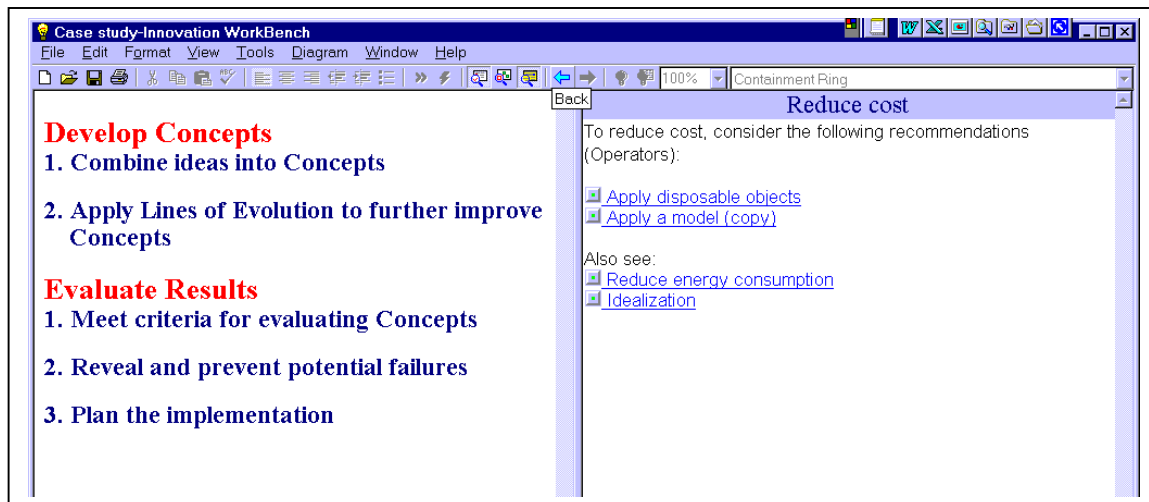 Case study-Innovation WorkBench
File Edit Format View Tools Diagram Window Help
100% Containment Ring
Back
Develop Concepts
1. Combine ideas into Concepts
2. Apply Lines of Evolution to further improve
Concepts
Evaluate Results
1. Meet criteria for evaluating Concepts
2. Reveal and prevent potential failures
3. Plan the implementation
Reduce cost
To reduce cost, consider the following recommendations
(Operators):
Apply disposable objects
Apply a model (copy)
Also see:
Reduce energy consumption
Idealization